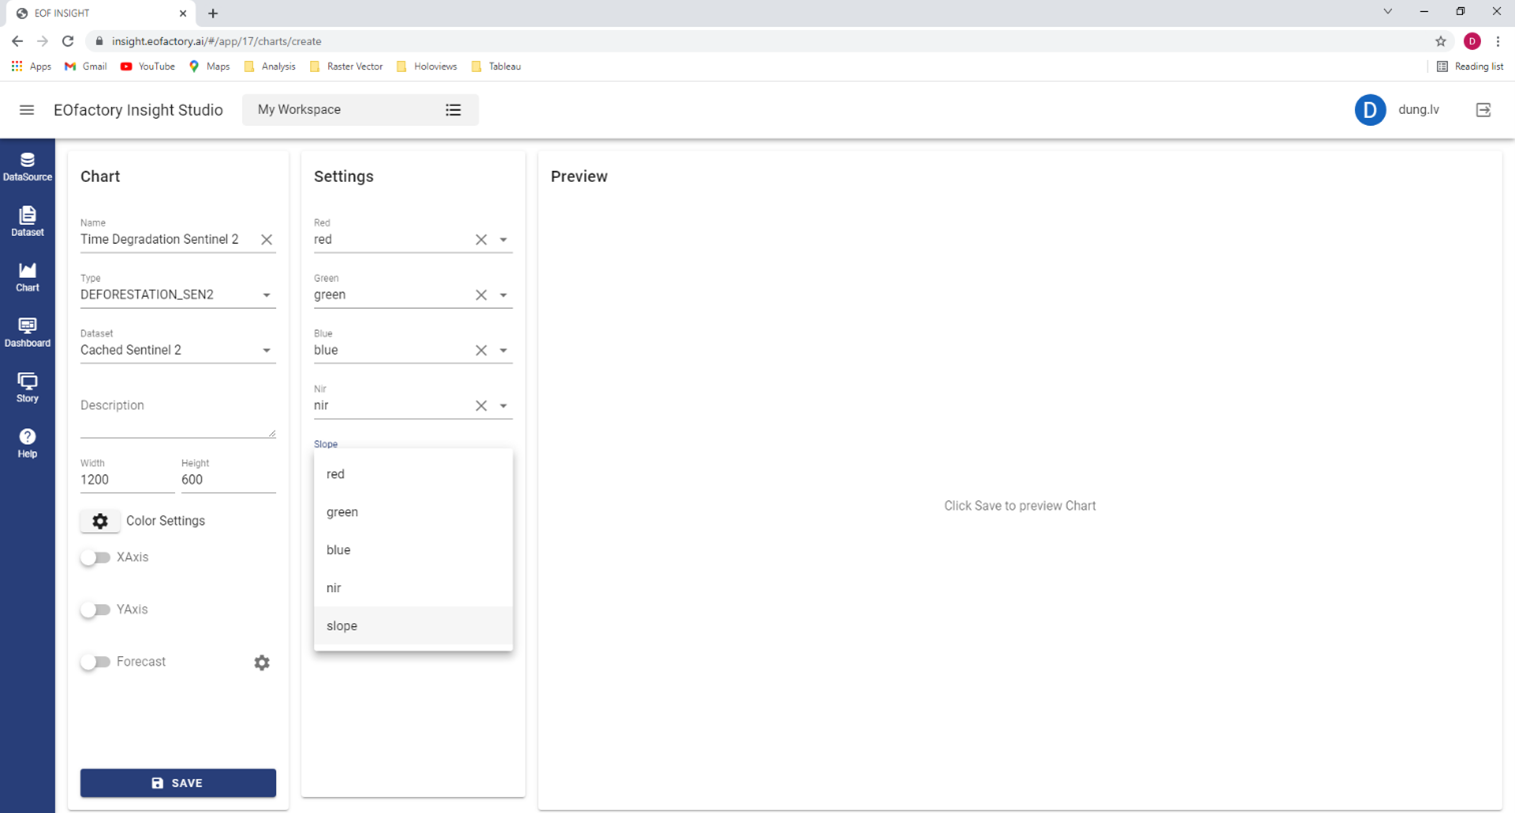 EOF INSIGHT
insight.eofactory.ai/#/app/17/charts/create
D
Apps Gmail YouTube Maps Analysis Raster Vector Holoviews Tableau Reading list
EOfactory Insight Studio My Workspace D dung.lv
DataSource
Dataset
Chart
Dashboard
Story
Help
Chart
Name
Time Degradation Sentinel 2
Type
DEFORESTATION_SEN2
Dataset
Cached Sentinel 2
Description
Width Height
1200 600
Color Settings
XAxis
YAxis
Forecast
SAVE
Settings
Red
red
Green
green
Blue
blue
Nir
nir
Slope
red
green
blue
nir
slope
Preview
Click Save to preview Chart